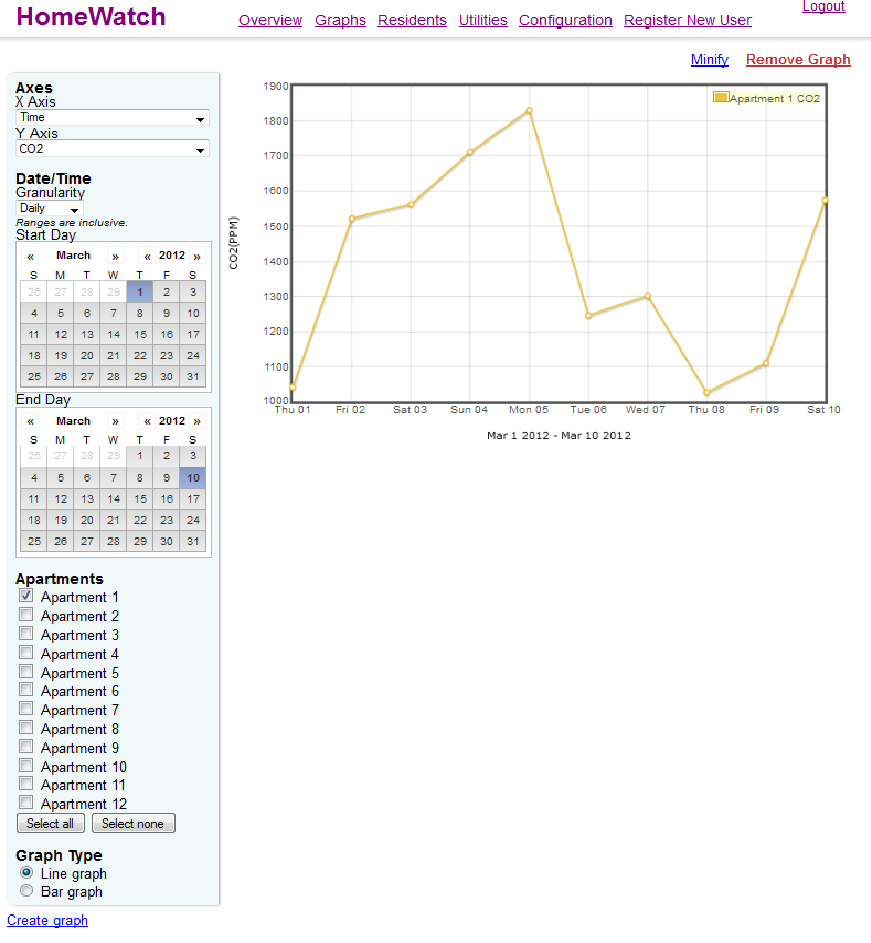 HomeWatch
Overview Graphs Residents Utilities Configuration Register New User
Logout
Minify Remove Graph
Axes
X Axis
Time
Y Axis
CO2
Date/Time
Granularity
Daily
Ranges are inclusive.
Start Day
« March » « 2012 »
S M T W T F S
26 27 28 29 1 2 3
4 5 6 7 8 9 10
11 12 13 14 15 16 17
18 19 20 21 22 23 24
25 26 27 28 29 30 31
End Day
« March » « 2012 »
S M T W T F S
26 27 28 29 1 2 3
4 5 6 7 8 9 10
11 12 13 14 15 16 17
18 19 20 21 22 23 24
25 26 27 28 29 30 31
Apartments
Apartment 1
Apartment 2
Apartment 3
Apartment 4
Apartment 5
Apartment 6
Apartment 7
Apartment 8
Apartment 9
Apartment 10
Apartment 11
Apartment 12
Select all Select none
Graph Type
Line graph
Bar graph
Create graph
CO2(PPM)
1900
1800
1700
1600
1500
1400
1300
1200
1100
1000
Apartment 1 CO2
Thu 01 Fri 02 Sat 03 Sun 04 Mon 05 Tue 06 Wed 07 Thu 08 Fri 09 Sat 10
Mar 1 2012 - Mar 10 2012